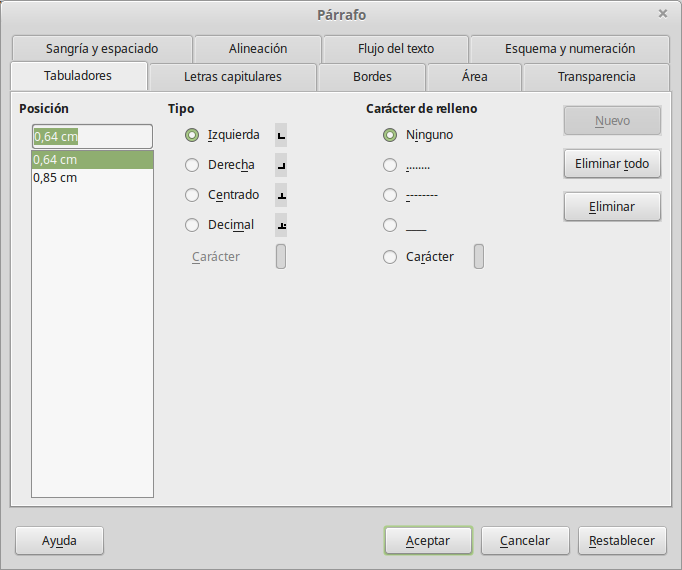 Párrafo
Sangría y espaciado Alineación Flujo del texto Esquema y numeración
Tabuladores Letras capitulares Bordes Área Transparencia
Posición Tipo Carácter de relleno
0,64 cm Izquierda Ninguno Nuevo
0,64 cm Derecha ........ Eliminar todo
0,85 cm Centrado -------- Eliminar
Decimal ____
Carácter Carácter
Ayuda Aceptar Cancelar Restablecer